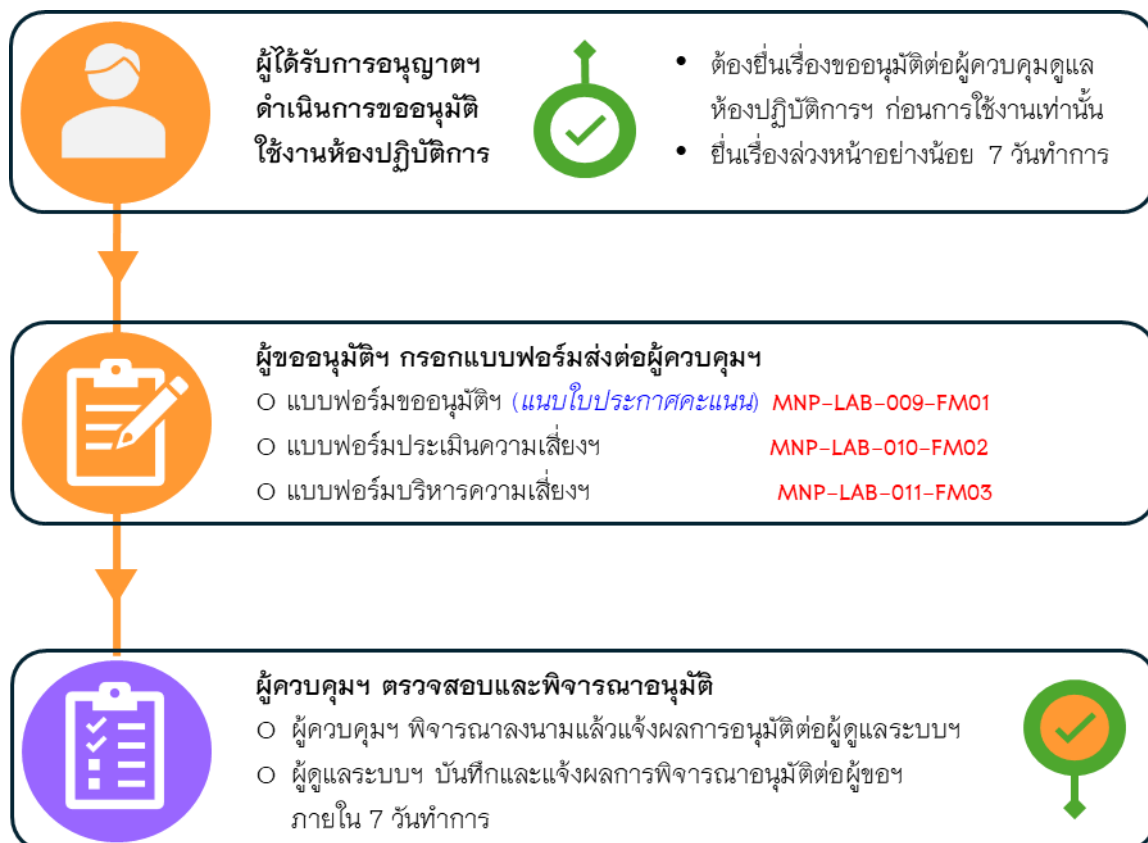 ผู้ได้รับการอนุญาตฯ
ดำเนินการขออนุมัติ
ใช้งานห้องปฏิบัติการ
• ต้องยื่นเรื่องขออนุมัติต่อผู้ควบคุมดูแล
ห้องปฏิบัติการฯ ก่อนการใช้งานเท่านั้น
• ยื่นเรื่องล่วงหน้าอย่างน้อย 7 วันทำการ
ผู้ขออนุมัติฯ กรอกแบบฟอร์มส่งต่อผู้ควบคุมฯ
O แบบฟอร์มขออนุมัติฯ (แนบใบประกาศคะแนน) MNP-LAB-009-FM01
O แบบฟอร์มประเมินความเสี่ยงฯ MNP-LAB-010-FM02
O แบบฟอร์มบริหารความเสี่ยงฯ MNP-LAB-011-FM03
ผู้ควบคุมฯ ตรวจสอบและพิจารณาอนุมัติ
O ผู้ควบคุมฯ พิจารณาลงนามแล้วแจ้งผลการอนุมัติต่อผู้ดูแลระบบฯ
O ผู้ดูแลระบบฯ บันทึกและแจ้งผลการพิจารณาอนุมัติต่อผู้ขอฯ
ภายใน 7 วันทำการ